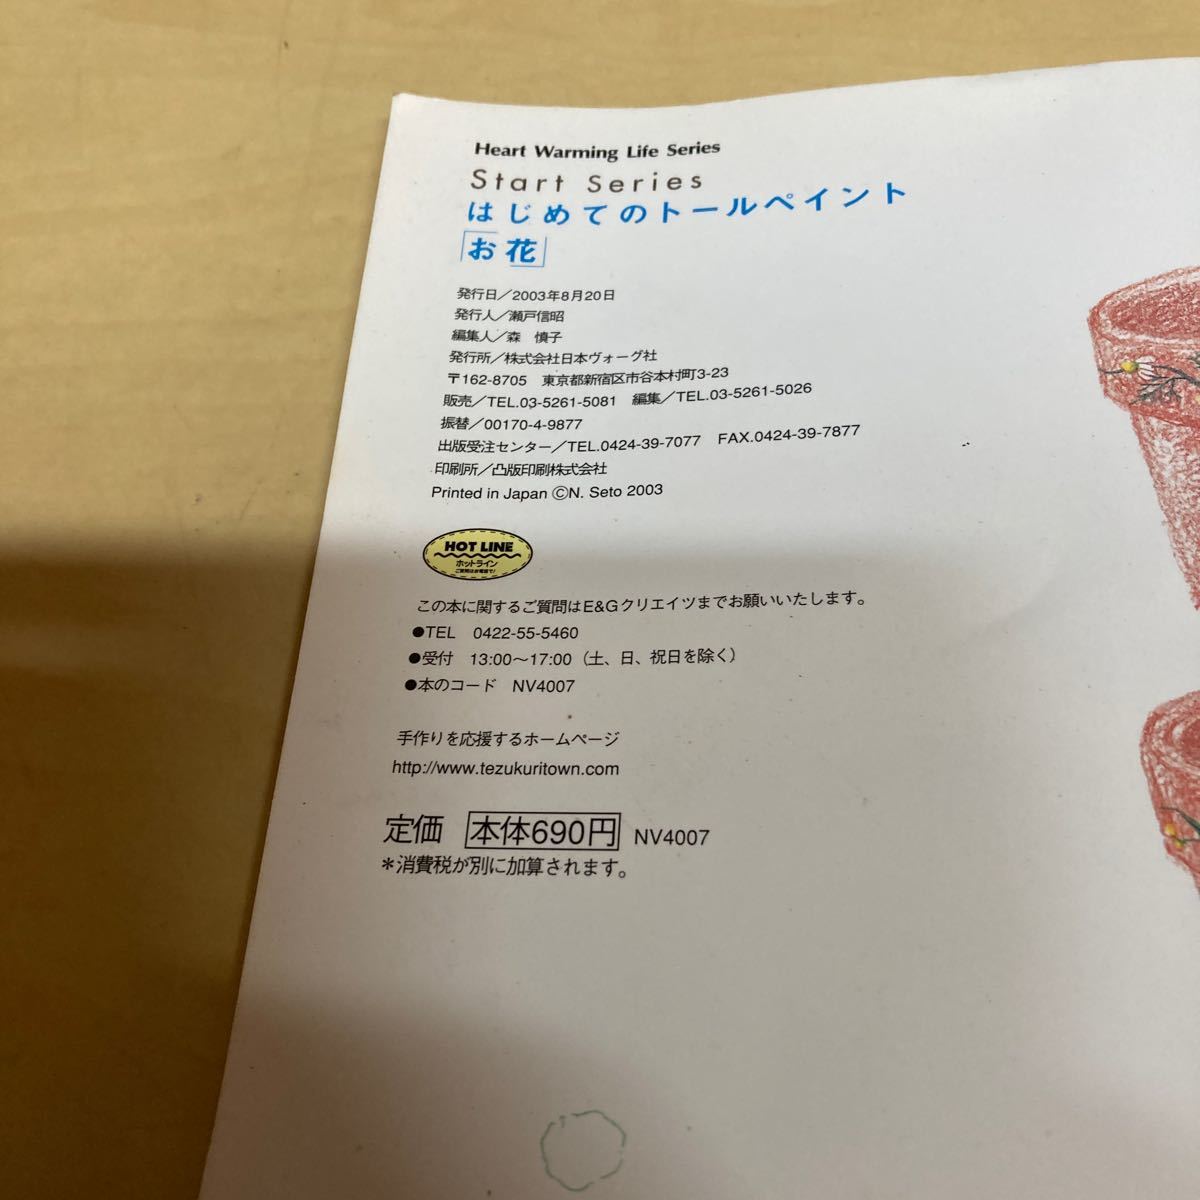 Heart Warming Life Series
Start Series
はじめてのトールペイント
「お花」
発行日／2003年8月20日
発行人／瀬戸信昭
編集人／森　慎子
発行所／株式会社日本ヴォーグ社
〒162-8705　東京都新宿区市谷本村町3-23
販売／TEL.03-5261-5081　編集／TEL.03-5261-5026
振替／00170-4-9877
出版受注センター／TEL.0424-39-7077　FAX.0424-39-7877
印刷所／凸版印刷株式会社
Printed in Japan ©N. Seto 2003
HOT LINE
ホットライン
ご質問はお電話で!
この本に関するご質問はE&Gクリエイツまでお願いいたします。
●TEL　0422-55-5460
●受付　13:00〜17:00（土、日、祝日を除く）
●本のコード　NV4007
手作りを応援するホームページ
http://www.tezukuritown.com
定価　本体690円　NV4007
＊消費税が別に加算されます。